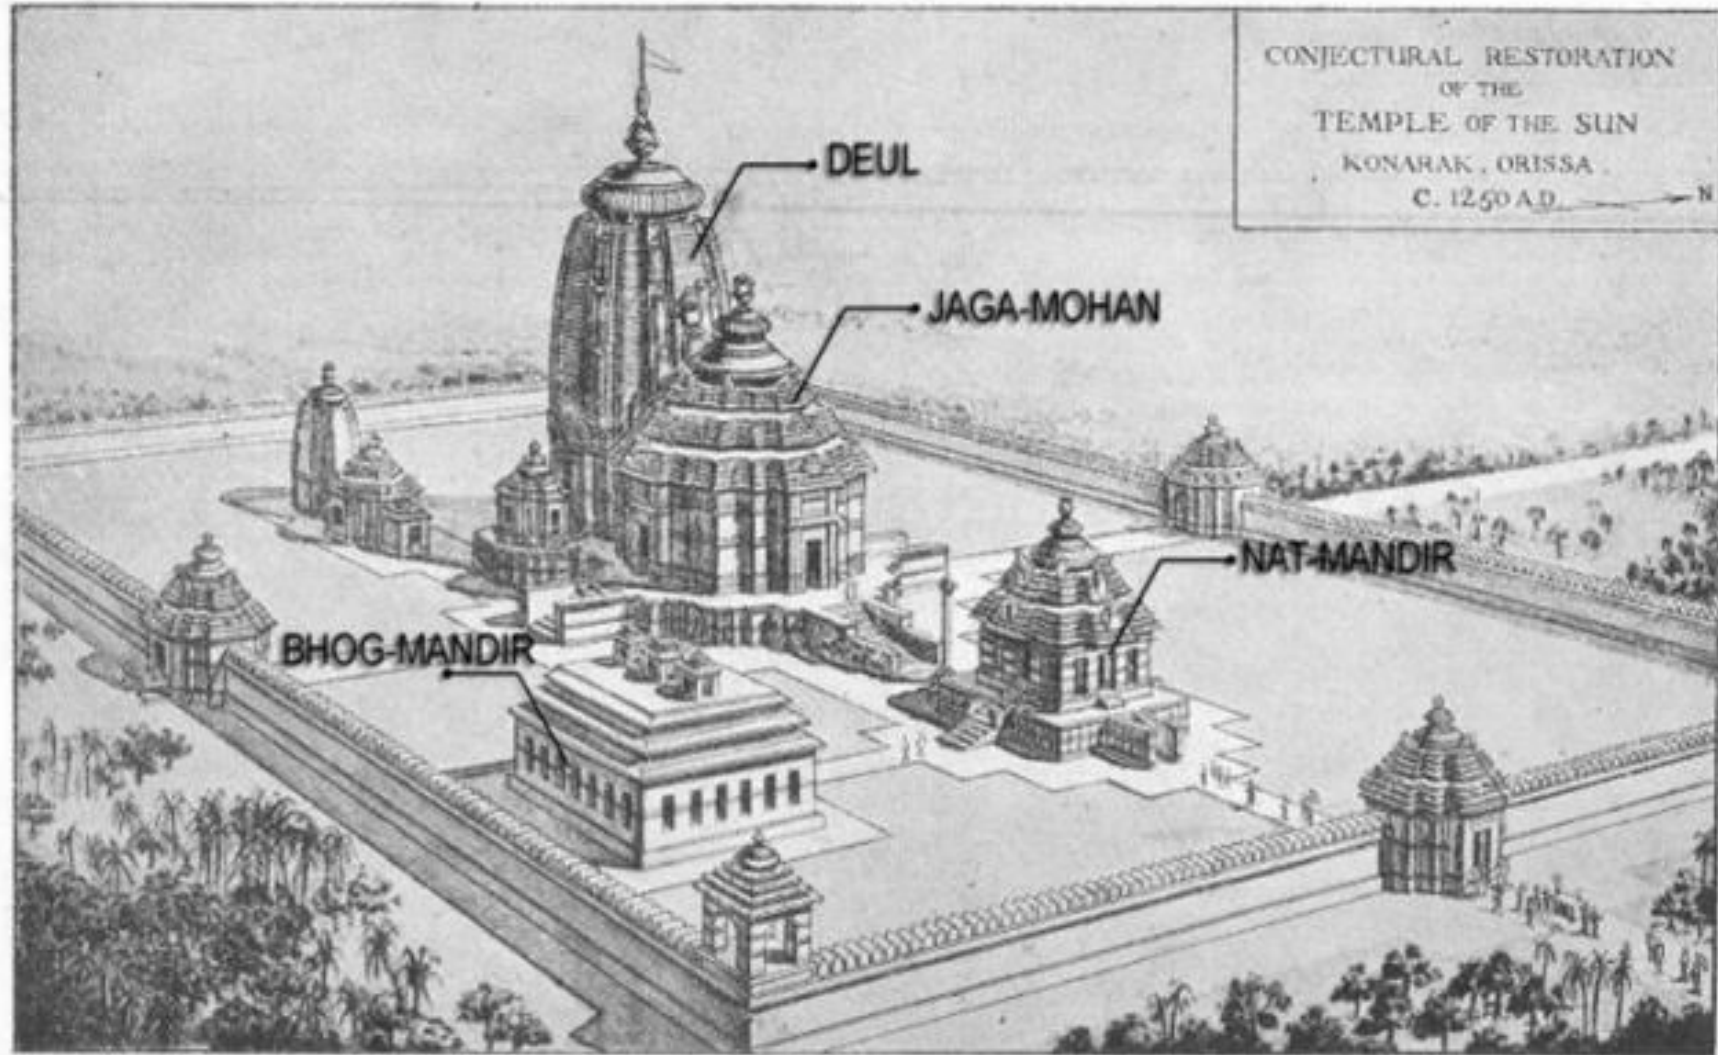 CONJECTURAL RESTORATION
OF THE
TEMPLE OF THE SUN
KONARAK, ORISSA.
C. 1250 A.D.
N
DEUL
JAGA-MOHAN
NAT-MANDIR
BHOG-MANDIR